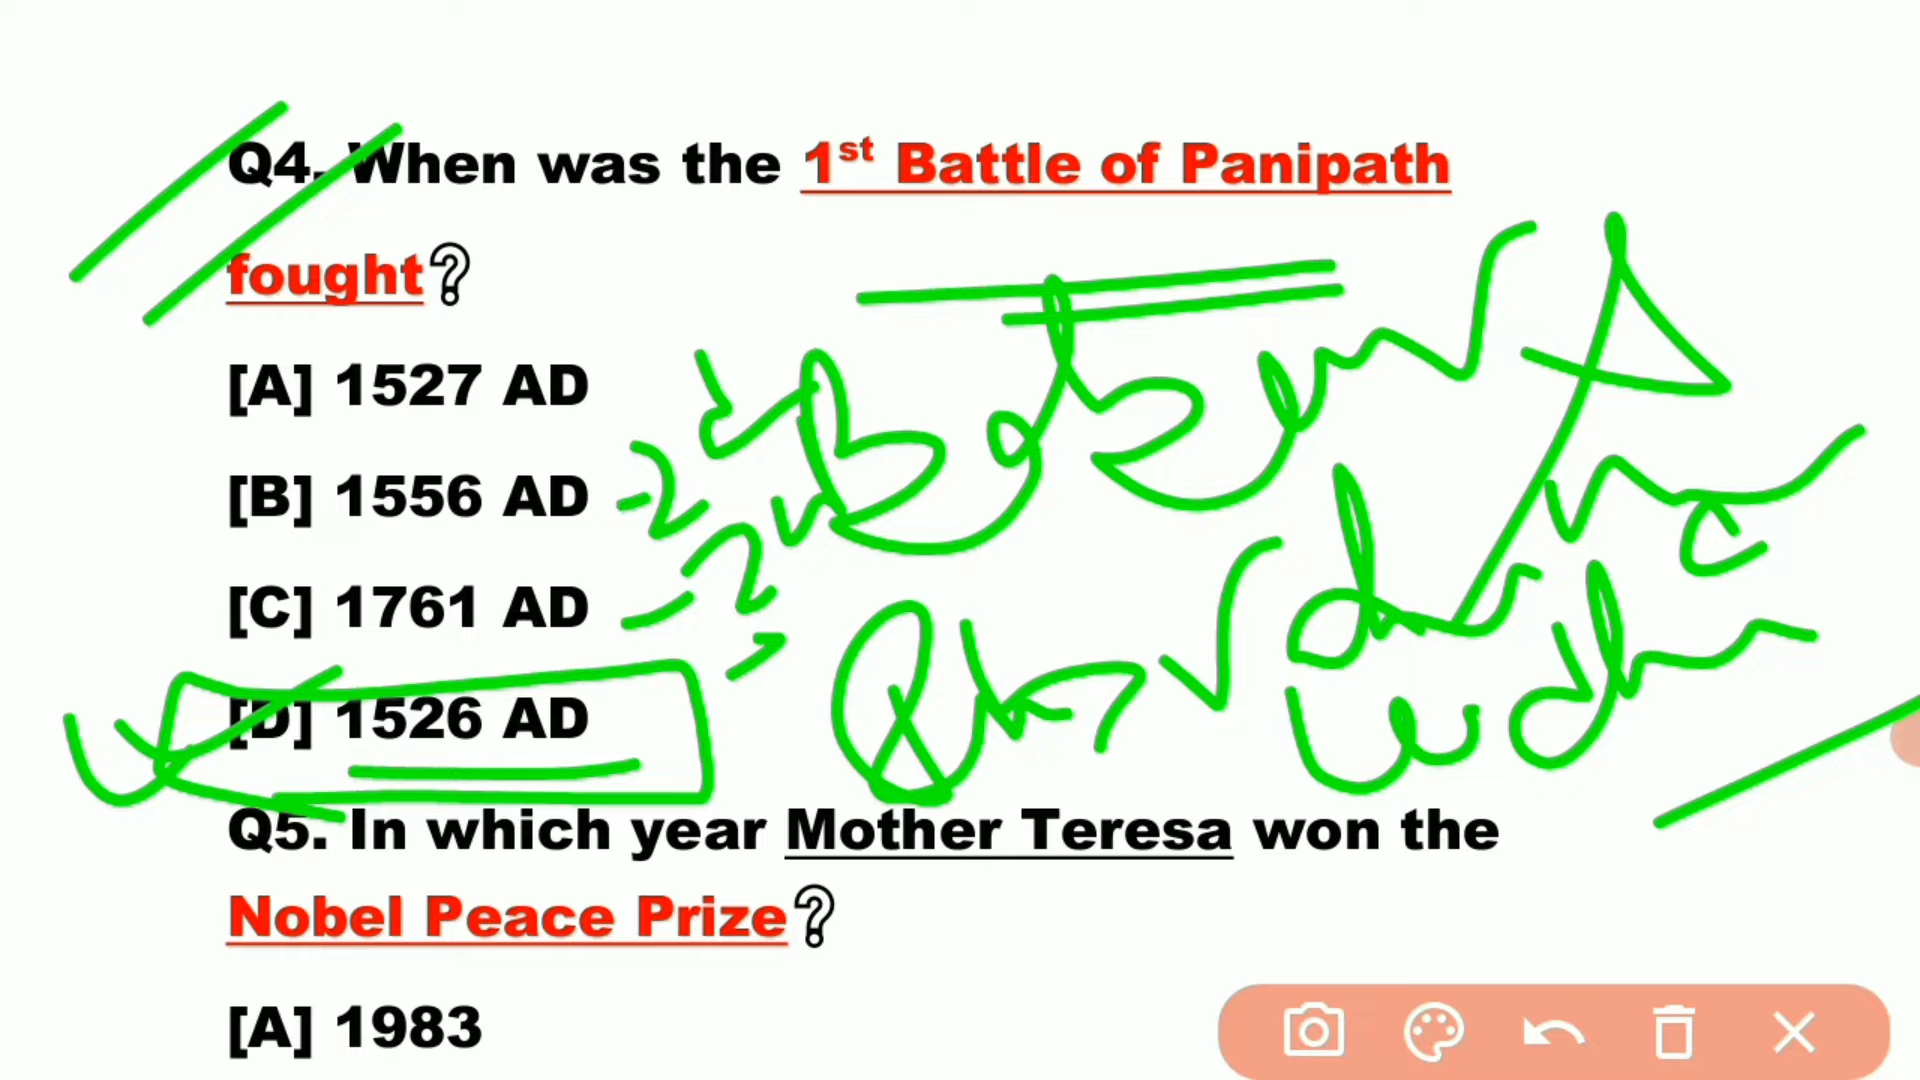 Q4. When was the 1st Battle of Panipath
fought?
[A] 1527 AD
[B] 1556 AD
[C] 1761 AD
[D] 1526 AD
Q5. In which year Mother Teresa won the
Nobel Peace Prize?
[A] 1983